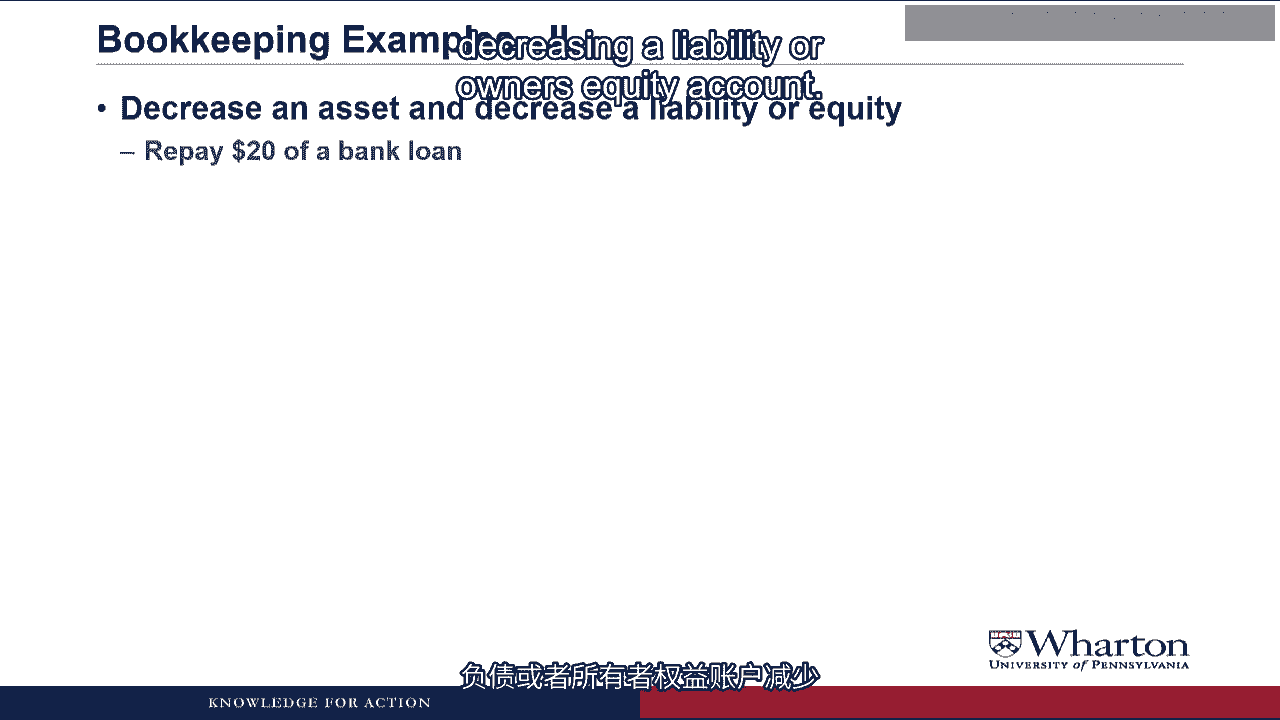 Bookkeeping Examples II
decreasing a liability or
owners equity account.
• Decrease an asset and decrease a liability or equity
– Repay $20 of a bank loan
Wharton
UNIVERSITY of PENNSYLVANIA
负债或者所有者权益账户减少
KNOWLEDGE FOR ACTION